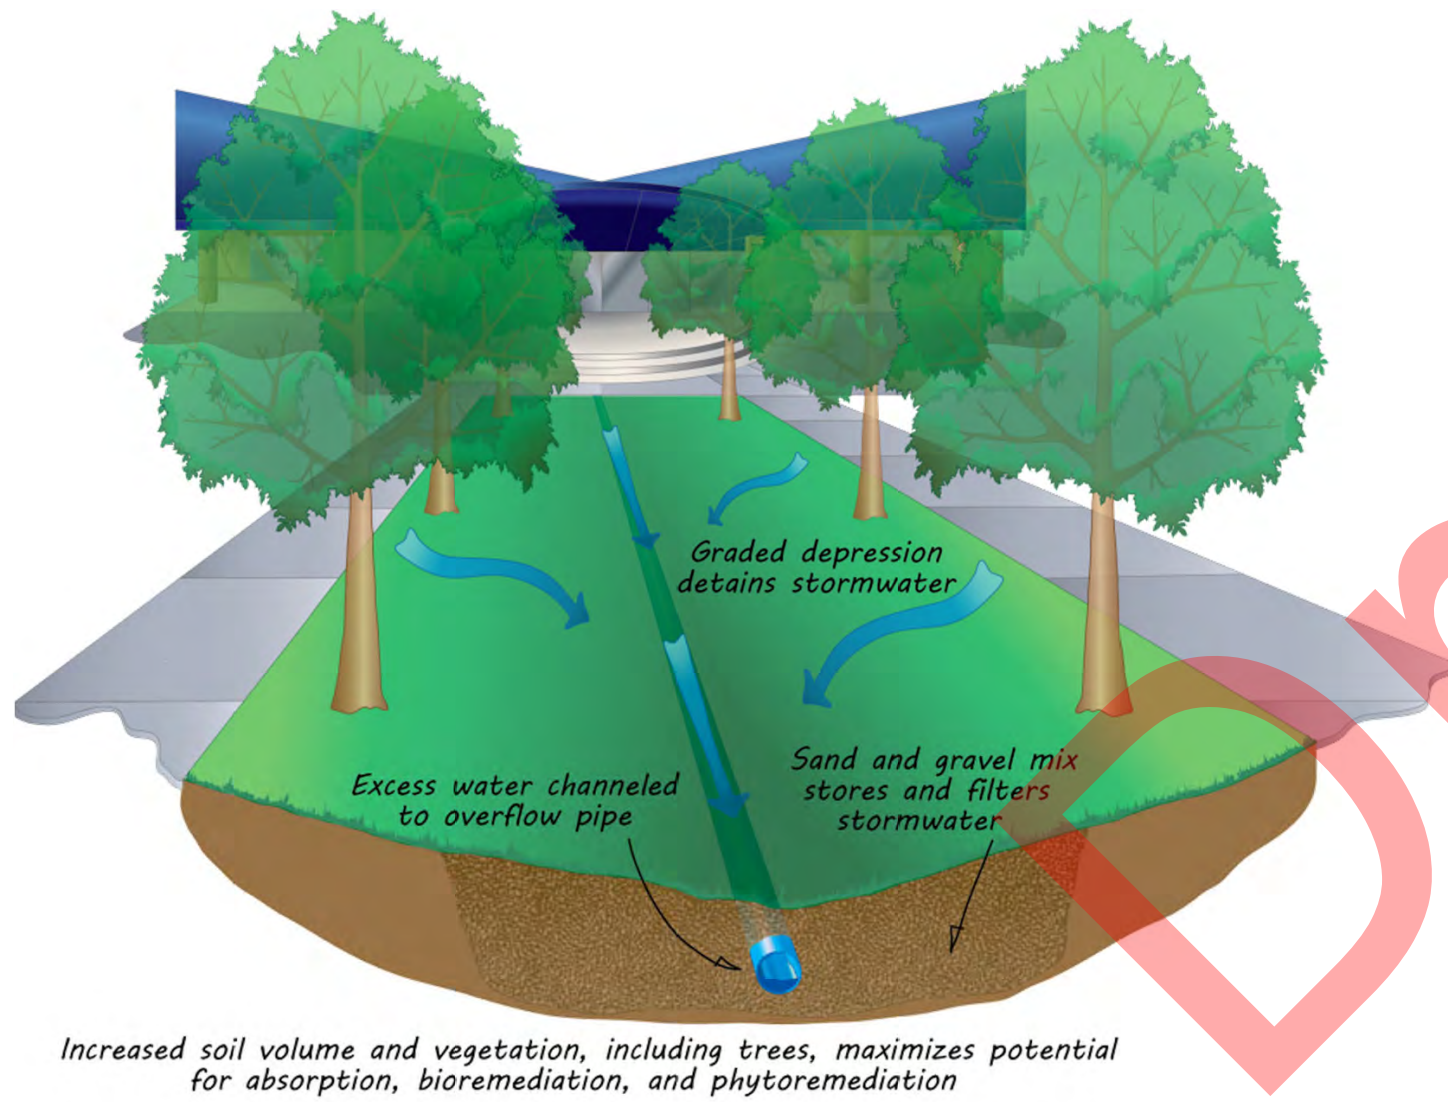 Graded depression
detains stormwater
Sand and gravel mix
stores and filters
stormwater
Excess water channeled
to overflow pipe
Increased soil volume and vegetation, including trees, maximizes potential
for absorption, bioremediation, and phytoremediation